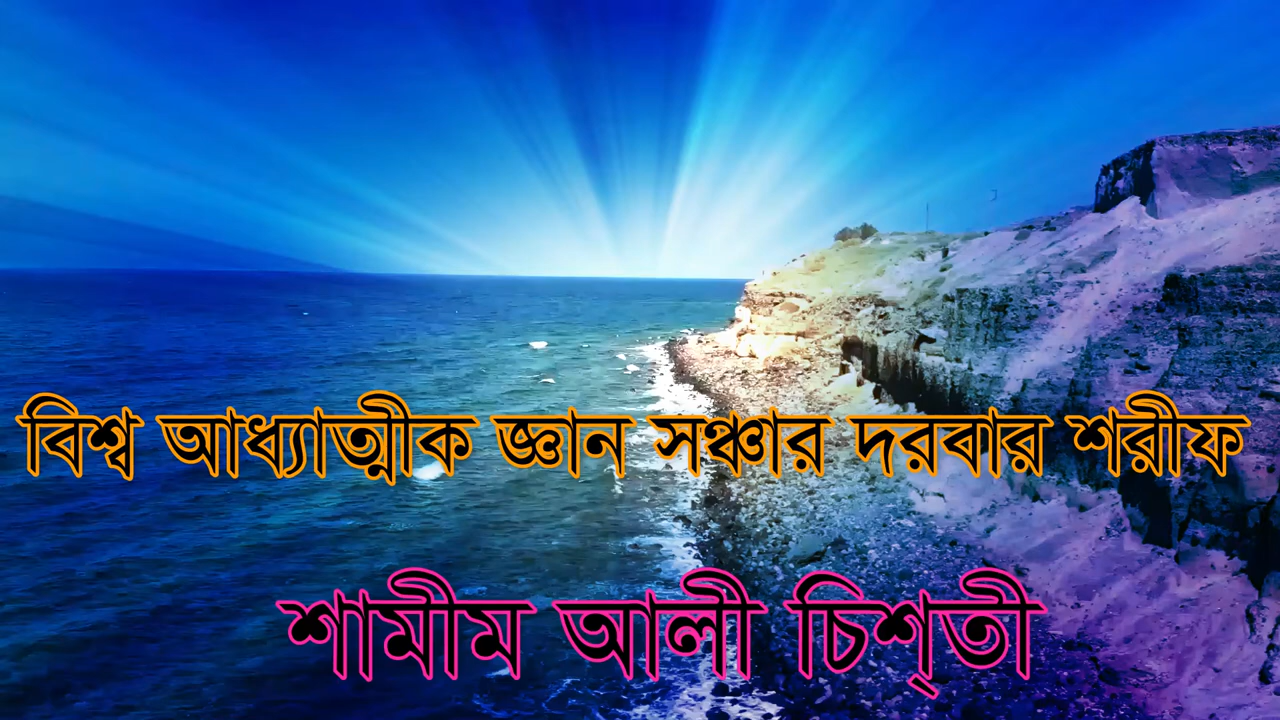 বিশ্ব আধ্যাত্মীক জ্ঞান সঞ্চার দরবার শরীফ
শামীম আলী চিশ্‌তী